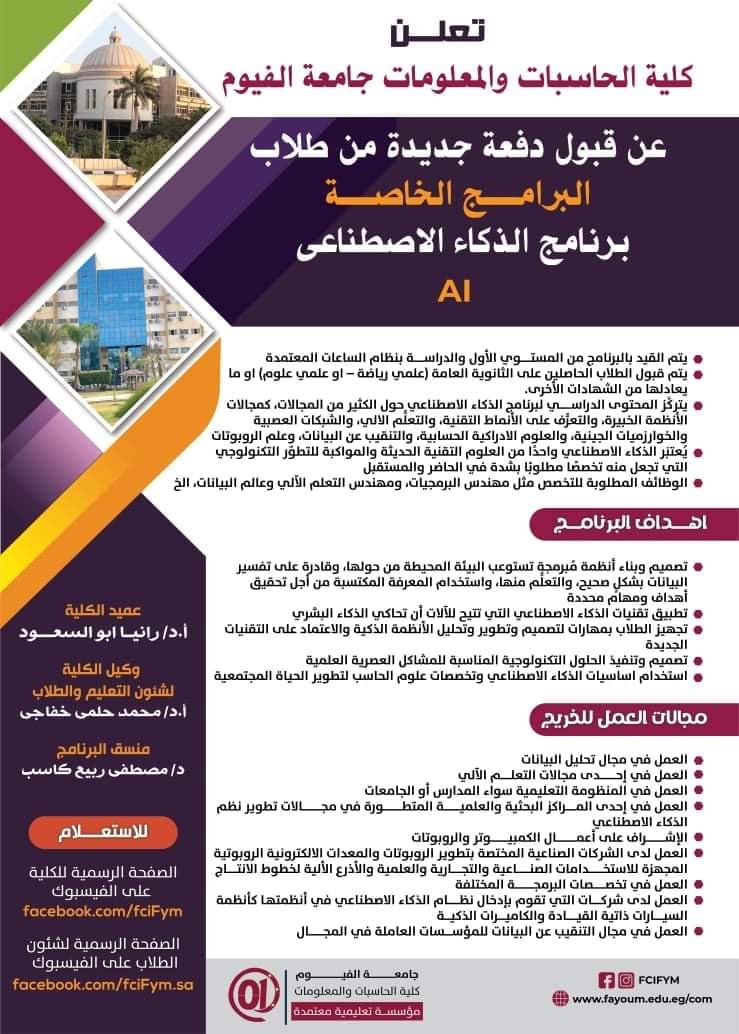 تعلن
كلية الحاسبات والمعلومات جامعة الفيوم
عن قبول دفعة جديدة من طلاب
البرامج الخاصة
برنامج الذكاء الاصطناعى
AI
يتم القيد بالبرنامج من المستوي الأول والدراسة بنظام الساعات المعتمدة
يتم قبول الطلاب الحاصلين على الثانوية العامة (علمي رياضة – او علمي علوم) او ما
يعادلها من الشهادات الأخرى.
يتركّز المحتوى الدراسي لبرنامج الذكاء الاصطناعي حول الكثير من المجالات، كمجالات
الأنظمة الخبيرة، والتعرُّف على الأنماط التقنية، والتعلُّم الالي، والشبكات العصبية
والخوارزميات الجينية، والعلوم الادراكية الحسابية، والتنقيب عن البيانات، وعلم الروبوتات
يُعتبَر الذكاء الاصطناعي واحدًا من العلوم التقنية الحديثة والمواكبة للتطوّر التكنولوجي
التي تجعل منه تخصصًا مطلوبًا بشدة في الحاضر والمستقبل
الوظائف المطلوبة للتخصص مثل مهندس البرمجيات، ومهندس التعلم الآلي وعالم البيانات، الخ
اهداف البرنامج
تصميم وبناء أنظمة مُبرمجةٍ تستوعب البيئة المحيطة من حولها، وقادرة على تفسير
البيانات بشكلٍ صحيح، والتعلُّم منها، واستخدام المعرفة المكتسبة من أجل تحقيق
أهداف ومهام محددة
تطبيق تقنيات الذكاء الاصطناعي التي تتيح للآلات أن تحاكي الذكاء البشري
تجهيز الطلاب بمهارات لتصميم وتطوير وتحليل الأنظمة الذكية والاعتماد على التقنيات
الجديدة
تصميم وتنفيذ الحلول التكنولوجية المناسبة للمشاكل العصرية العلمية
استخدام اساسيات الذكاء الاصطناعي وتخصصات علوم الحاسب لتطوير الحياة المجتمعية
مجالات العمل للخريج
العمل في مجال تحليل البيانات
العمل في إحدى مجالات التعلم الآلي
العمل في المنظومة التعليمية سواء المدارس أو الجامعات
العمل في إحدى المراكز البحثية والعلمية المتطورة في مجالات تطوير نظم
الذكاء الاصطناعي
الإشراف على أعمال الكمبيوتر والروبوتات
العمل لدى الشركات الصناعية المختصة بتطوير الروبوتات والمعدات الالكترونية الروبوتية
المجهزة للاستخدامات الصناعية والتجارية والعلمية والأذرع الألية لخطوط الانتاج
العمل في تخصصات البرمجة المختلفة
العمل لدى شركات التي تقوم بإدخال نظام الذكاء الاصطناعي في أنظمتها كأنظمة
السيارات ذاتية القيادة والكاميرات الذكية
العمل في مجال التنقيب عن البيانات للمؤسسات العاملة في المجال
عميد الكلية
أ.د/ رانيا ابو السعود
وكيل الكلية
لشئون التعليم والطلاب
أ.د/ محمد حلمى خفاجى
منسق البرنامج
د/ مصطفى ربيع كاسب
للاستعلام
الصفحة الرسمية للكلية
على الفيسبوك
facebook.com/fciFym
الصفحة الرسمية لشئون
الطلاب على الفيسبوك
facebook.com/fciFym.sa
جامعة الفيوم
كلية الحاسبات والمعلومات
مؤسسة تعليمية معتمدة
FCIFYM
www.fayoum.edu.eg/com